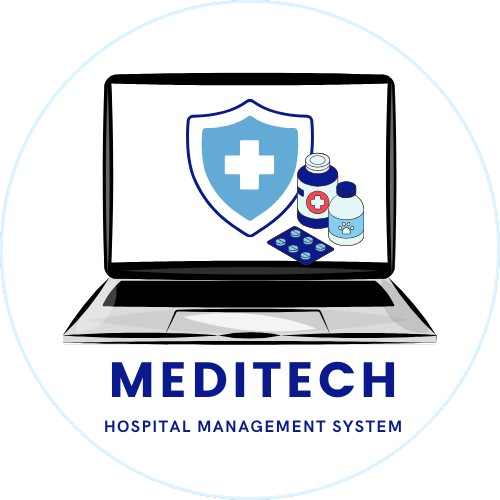 MEDITECH
HOSPITAL MANAGEMENT SYSTEM